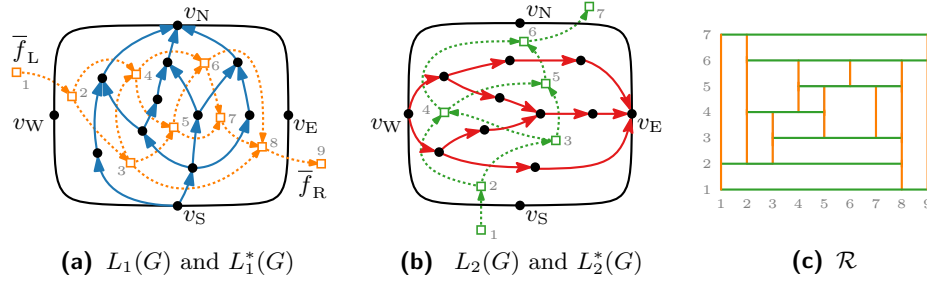 v_N
f̅_L
1
2
3
4
5
6
7
8
9
v_W
v_E
f̅_R
v_S
(a) L_1(G) and L_1^*(G)
v_N
7
6
5
4
3
2
1
v_W
v_E
v_S
(b) L_2(G) and L_2^*(G)
7
6
5
4
3
2
1
1 2 3 4 5 6 7 8 9
(c) ℛ